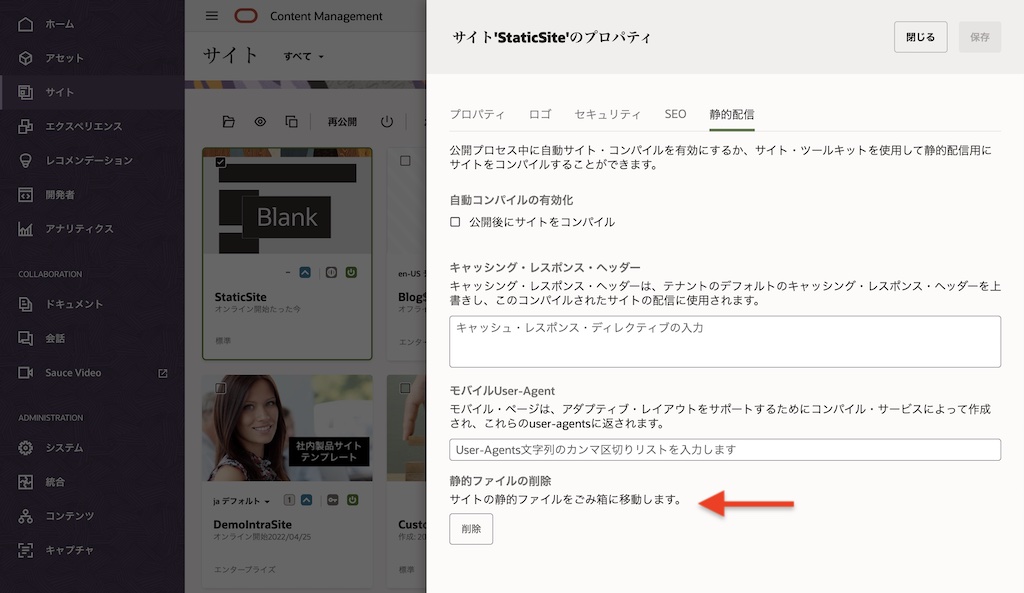 ホーム
アセット
サイト
エクスペリエンス
レコメンデーション
開発者
アナリティクス
COLLABORATION
ドキュメント
会話
Sauce Video
ADMINISTRATION
システム
統合
コンテンツ
キャプチャ
Content Management
サイト
すべて
再公開
Blank
StaticSite
オンライン開始たった今
標準
en-US
オフライ
エンター
社内製品サイト
テンプレート
ja デフォルト
1
DemoIntraSite
オンライン開始2022/04/25
エンタープライズ
Custo
作成: 20
標準
サイト'StaticSite'のプロパティ
閉じる
保存
プロパティ
ロゴ
セキュリティ
SEO
静的配信
公開プロセス中に自動サイト・コンパイルを有効にするか、サイト・ツールキットを使用して静的配信用に
サイトをコンパイルすることができます。
自動コンパイルの有効化
公開後にサイトをコンパイル
キャッシング・レスポンス・ヘッダー
キャッシング・レスポンス・ヘッダーは、テナントのデフォルトのキャッシング・レスポンス・ヘッダーを上
書きし、このコンパイルされたサイトの配信に使用されます。
キャッシュ・レスポンス・ディレクティブの入力
モバイルUser-Agent
モバイル・ページは、アダプティブ・レイアウトをサポートするためにコンパイル・サービスによって作成
され、これらのuser-agentsに返されます。
User-Agents文字列のカンマ区切りリストを入力します
静的ファイルの削除
サイトの静的ファイルをごみ箱に移動します。
削除